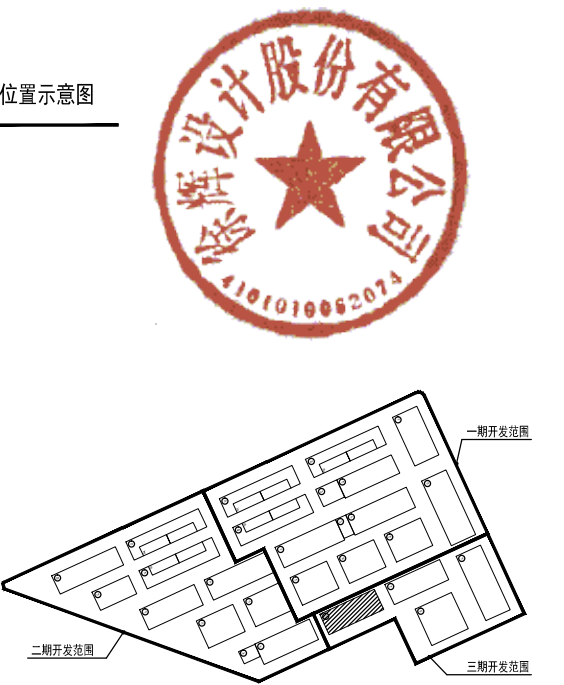 位置示意图
徐辉设计股份有限公司
一期开发范围
二期开发范围
三期开发范围